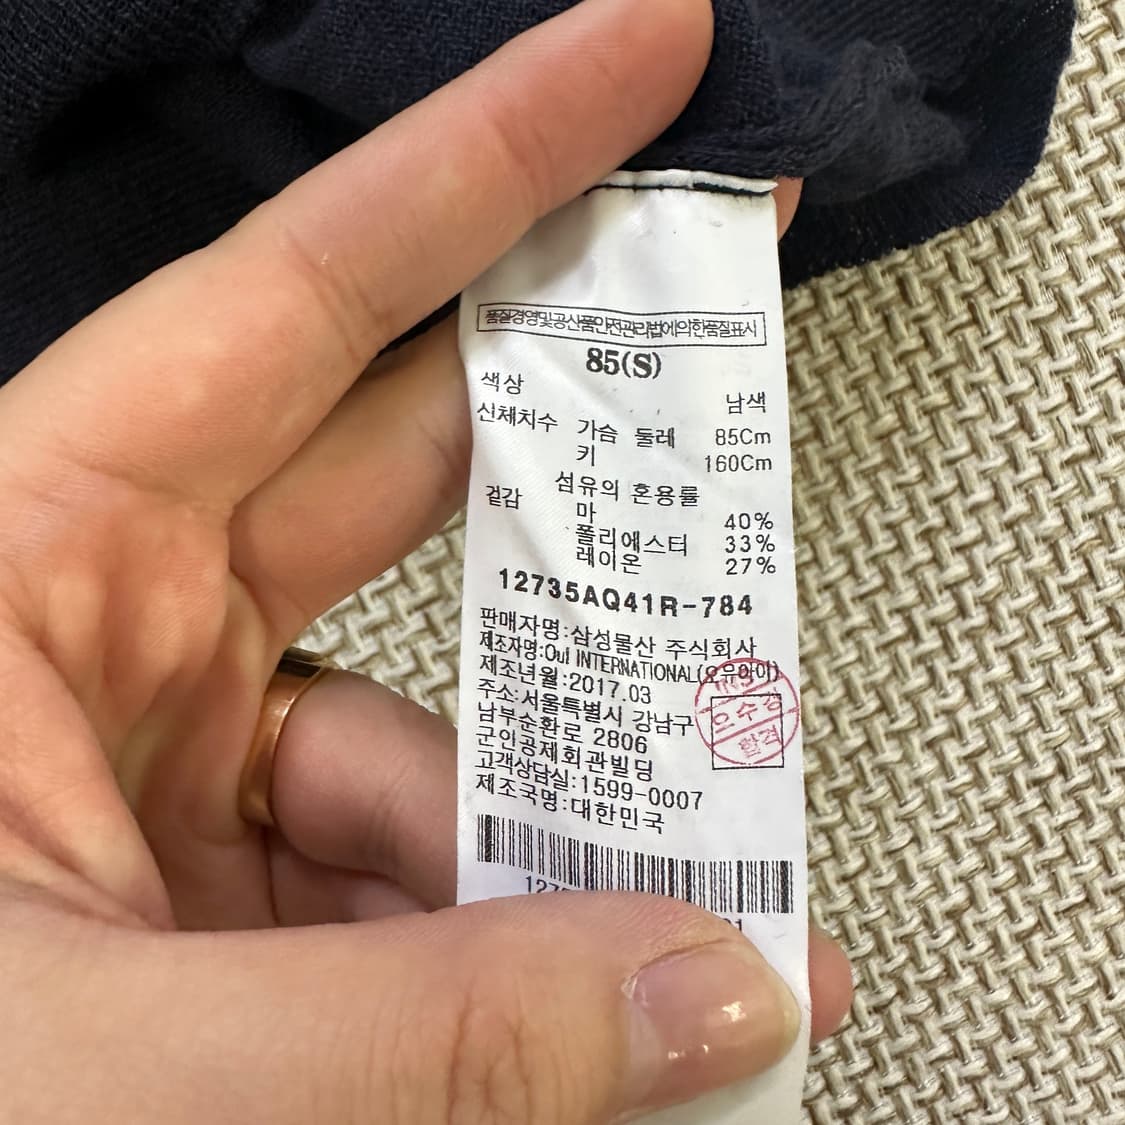 품질경영및공산품안전관리법에의한품질표시
85(S)
색상 남색
신체치수 가슴 둘레 85Cm
키 160Cm
섬유의 혼용률
겉감
마 40%
폴리에스터 33%
레이온 27%
12735AQ41R-784
판매자명:삼성물산 주식회사
제조자명:OuI INTERNATIONAL(오유아이)
제조년월:2017.03
주소:서울특별시 강남구
남부순환로 2806
군인공제회관빌딩
고객상담실:1599-0007
제조국명:대한민국
합격